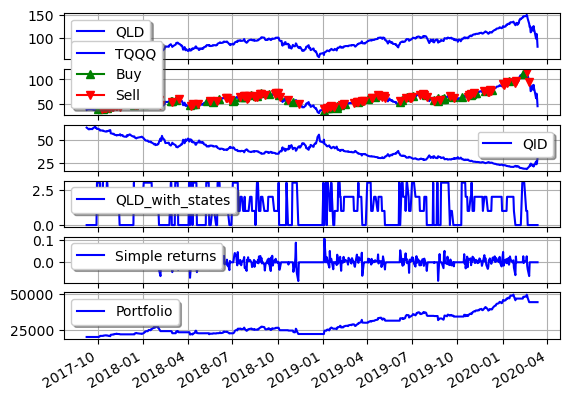 150
100
QLD
TQQQ
100
50
Buy
Sell
50
25
QID
2.5
0.0
QLD_with_states
0.1
0.0
Simple returns
50000
25000
Portfolio
2017-10
2018-01
2018-04
2018-07
2018-10
2019-01
2019-04
2019-07
2019-10
2020-01
2020-04